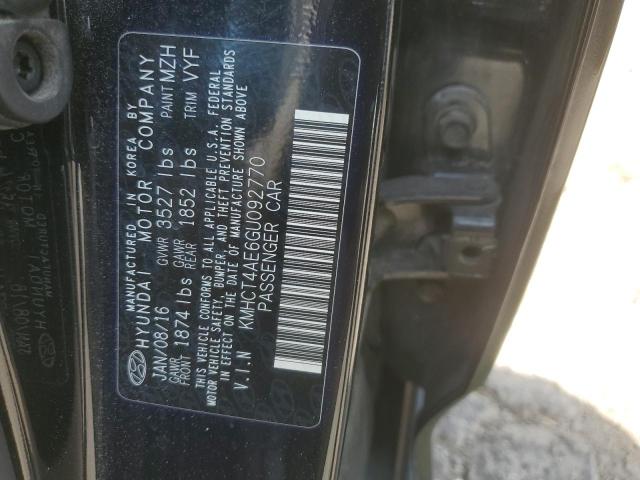 MANUFACTURED IN KOREA BY
HYUNDAI MOTOR COMPANY
JAN/08/16 GVWR 3527 lbs PAINT MZH
GAWR FRONT 1874 lbs GAWR REAR 1852 lbs TRIM VYF
THIS VEHICLE CONFORMS TO ALL APPLICABLE U.S.A. FEDERAL
MOTOR VEHICLE SAFETY, BUMPER, AND THEFT PREVENTION STANDARDS
IN EFFECT ON THE DATE OF MANUFACTURE SHOWN ABOVE
V.I.N KMHCT4AE6GU092770
PASSENGER CAR